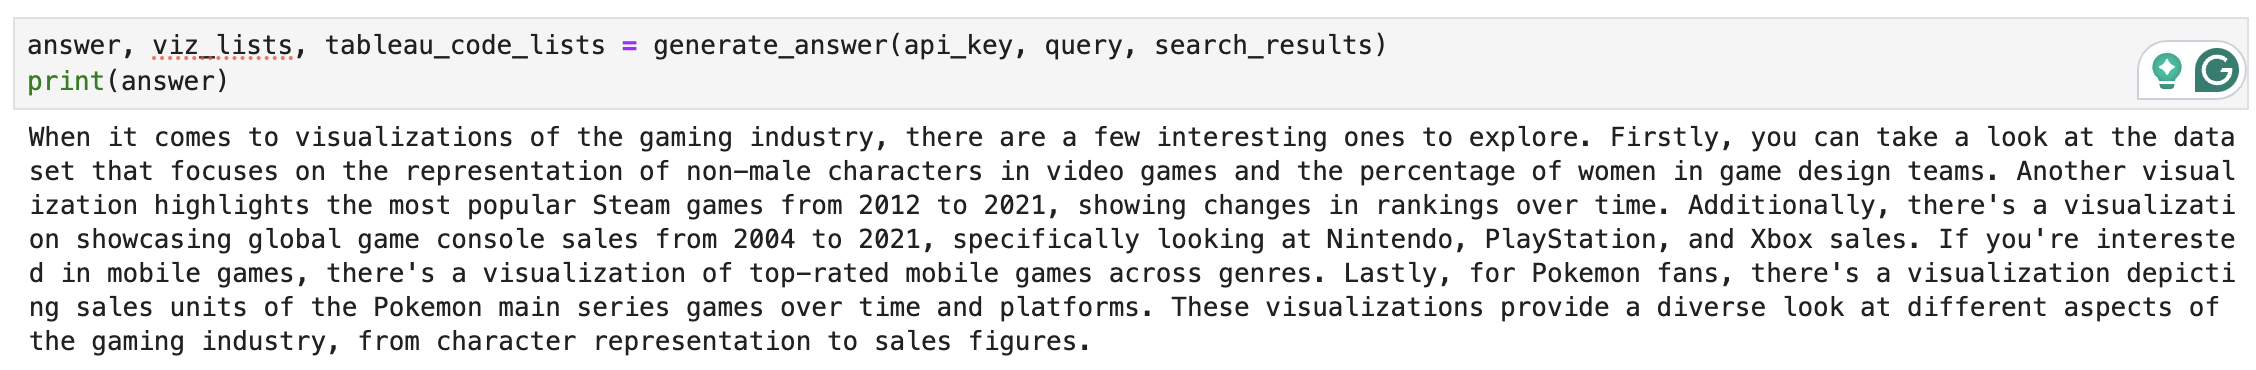 answer, viz_lists, tableau_code_lists = generate_answer(api_key, query, search_results)
print(answer)
When it comes to visualizations of the gaming industry, there are a few interesting ones to explore. Firstly, you can take a look at the data
set that focuses on the representation of non-male characters in video games and the percentage of women in game design teams. Another visual
ization highlights the most popular Steam games from 2012 to 2021, showing changes in rankings over time. Additionally, there's a visualizati
on showcasing global game console sales from 2004 to 2021, specifically looking at Nintendo, PlayStation, and Xbox sales. If you're intereste
d in mobile games, there's a visualization of top-rated mobile games across genres. Lastly, for Pokemon fans, there's a visualization depicti
ng sales units of the Pokemon main series games over time and platforms. These visualizations provide a diverse look at different aspects of
the gaming industry, from character representation to sales figures.